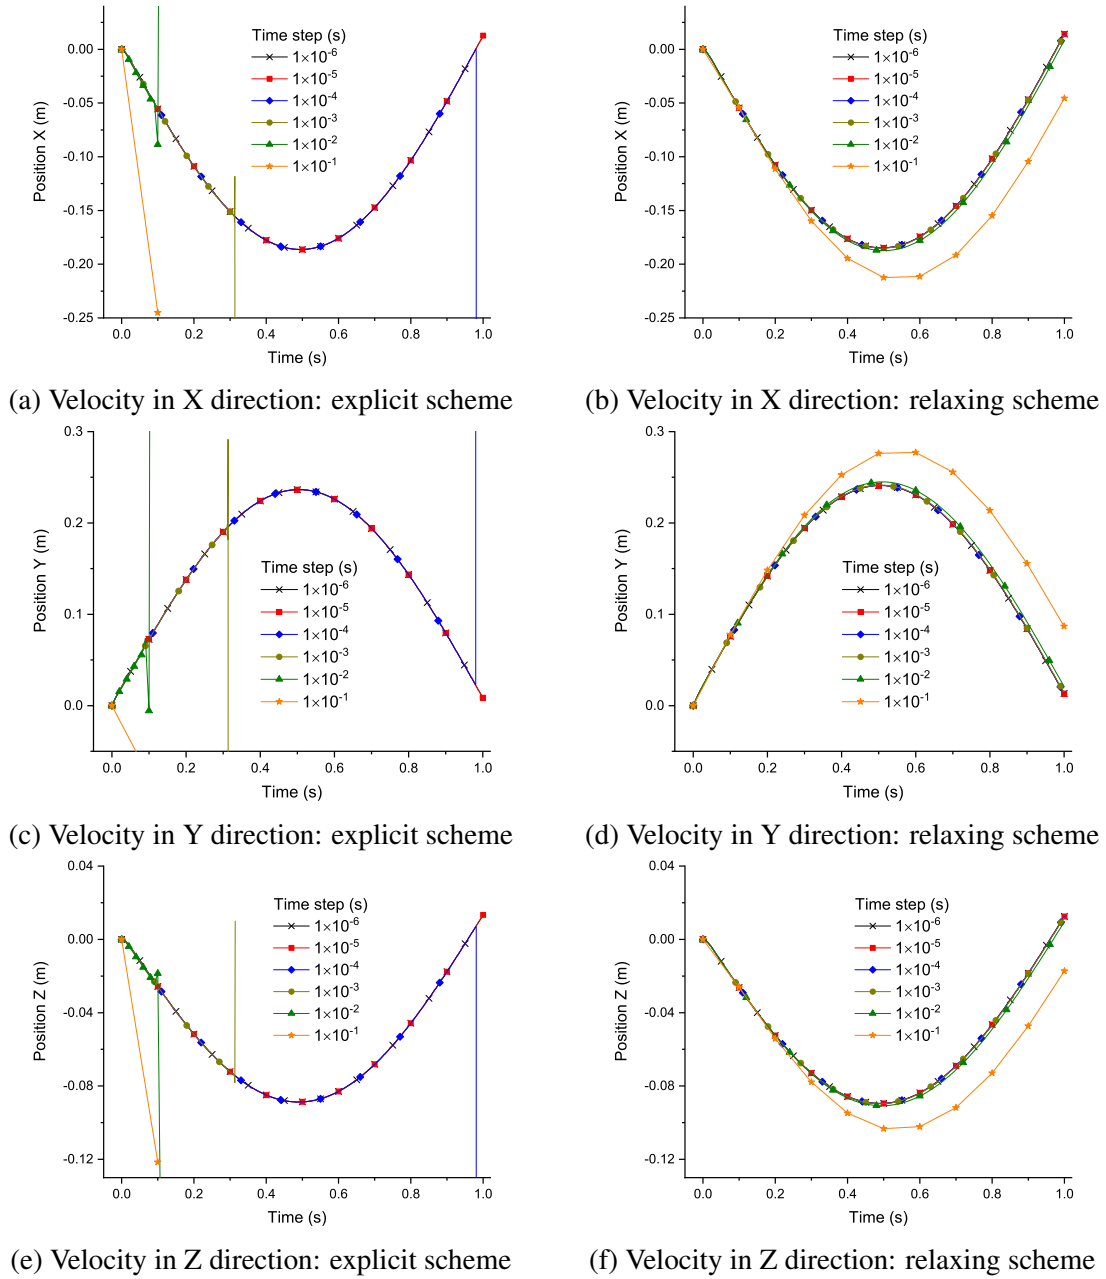 Position X (m)
0.00
-0.05
-0.10
-0.15
-0.20
-0.25
Time step (s)
1×10⁻⁶
1×10⁻⁵
1×10⁻⁴
1×10⁻³
1×10⁻²
1×10⁻¹
0.0 0.2 0.4 0.6 0.8 1.0
Time (s)
(a) Velocity in X direction: explicit scheme
Position X (m)
0.00
-0.05
-0.10
-0.15
-0.20
-0.25
Time step (s)
1×10⁻⁶
1×10⁻⁵
1×10⁻⁴
1×10⁻³
1×10⁻²
1×10⁻¹
0.0 0.2 0.4 0.6 0.8 1.0
Time (s)
(b) Velocity in X direction: relaxing scheme
Position Y (m)
0.3
0.2
0.1
0.0
Time step (s)
1×10⁻⁶
1×10⁻⁵
1×10⁻⁴
1×10⁻³
1×10⁻²
1×10⁻¹
0.0 0.2 0.4 0.6 0.8 1.0
Time (s)
(c) Velocity in Y direction: explicit scheme
Position Y (m)
0.3
0.2
0.1
0.0
Time step (s)
1×10⁻⁶
1×10⁻⁵
1×10⁻⁴
1×10⁻³
1×10⁻²
1×10⁻¹
0.0 0.2 0.4 0.6 0.8 1.0
Time (s)
(d) Velocity in Y direction: relaxing scheme
Position Z (m)
0.04
0.00
-0.04
-0.08
-0.12
Time step (s)
1×10⁻⁶
1×10⁻⁵
1×10⁻⁴
1×10⁻³
1×10⁻²
1×10⁻¹
0.0 0.2 0.4 0.6 0.8 1.0
Time (s)
(e) Velocity in Z direction: explicit scheme
Position Z (m)
0.04
0.00
-0.04
-0.08
-0.12
Time step (s)
1×10⁻⁶
1×10⁻⁵
1×10⁻⁴
1×10⁻³
1×10⁻²
1×10⁻¹
0.0 0.2 0.4 0.6 0.8 1.0
Time (s)
(f) Velocity in Z direction: relaxing scheme